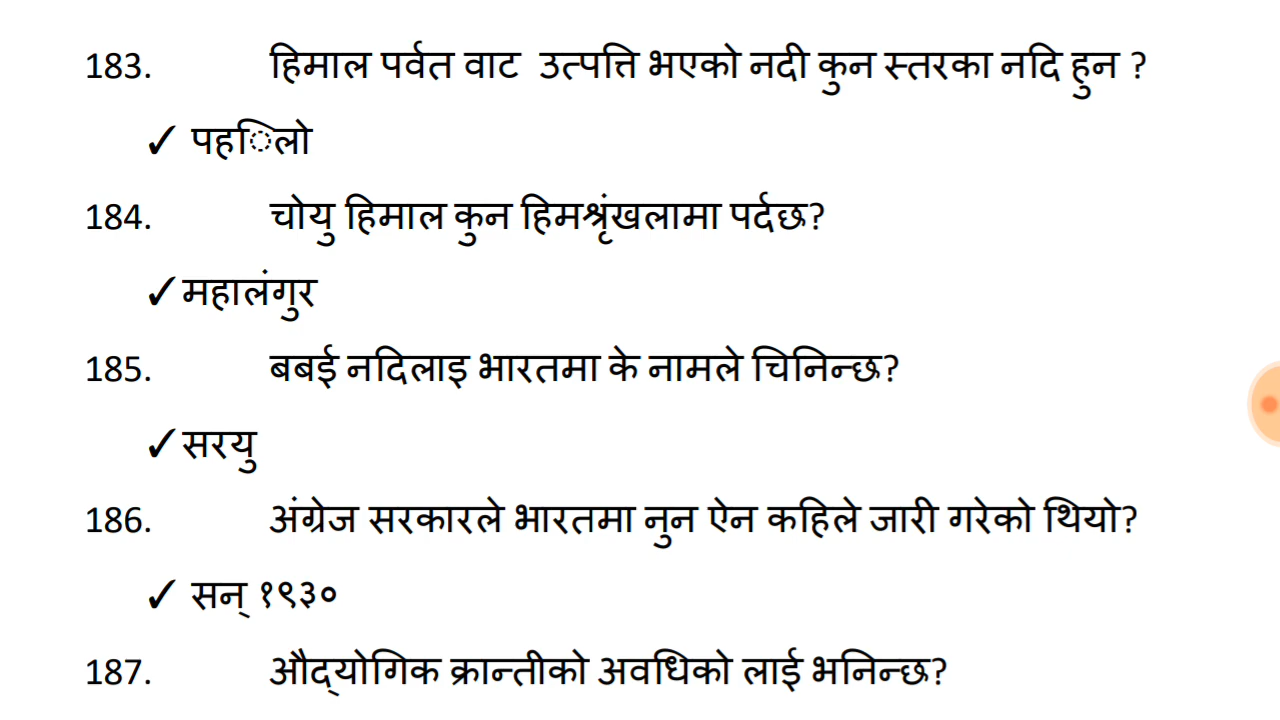 183. हिमाल पर्वत वाट उत्पत्ति भएको नदी कुन स्तरका नदि हुन ?
✓ पहिलो
184. चोयु हिमाल कुन हिमश्रृंखलामा पर्दछ?
✓महालंगुर
185. बबई नदिलाइ भारतमा के नामले चिनिन्छ?
✓सरयु
186. अंग्रेज सरकारले भारतमा नुन ऐन कहिले जारी गरेको थियो?
✓ सन् १९३०
187. औद्‌योगिक क्रान्तीको अवधिको लाई भनिन्छ?